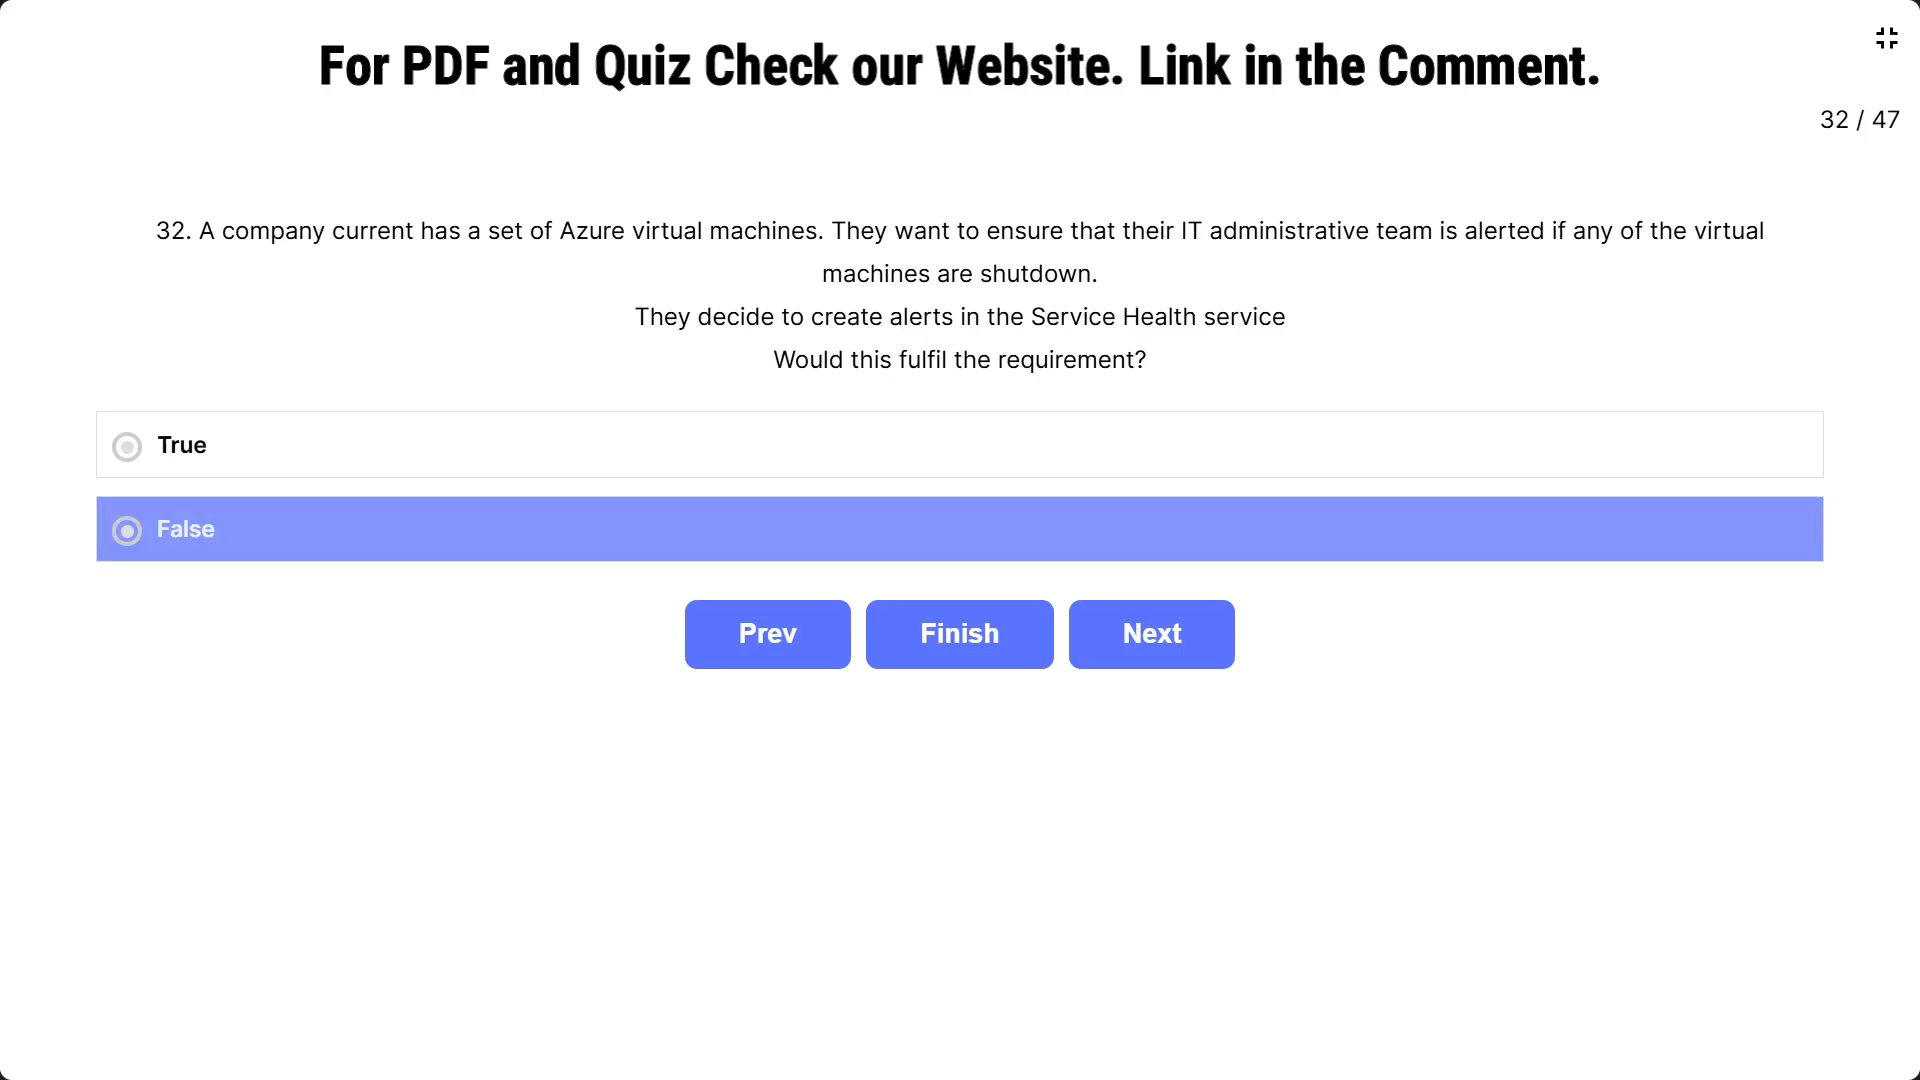 For PDF and Quiz Check our Website. Link in the Comment.
32 / 47
32. A company current has a set of Azure virtual machines. They want to ensure that their IT administrative team is alerted if any of the virtual
machines are shutdown.
They decide to create alerts in the Service Health service
Would this fulfil the requirement?
True
False
Prev Finish Next